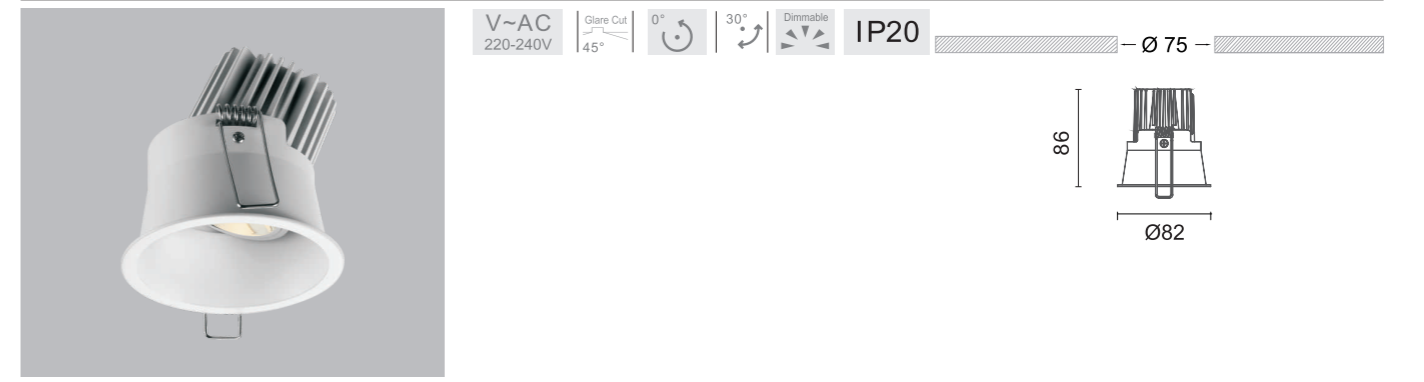 V~AC
220-240V
Glare Cut
45°
0°
30°
Dimmable
IP20
Ø 75
86
Ø82